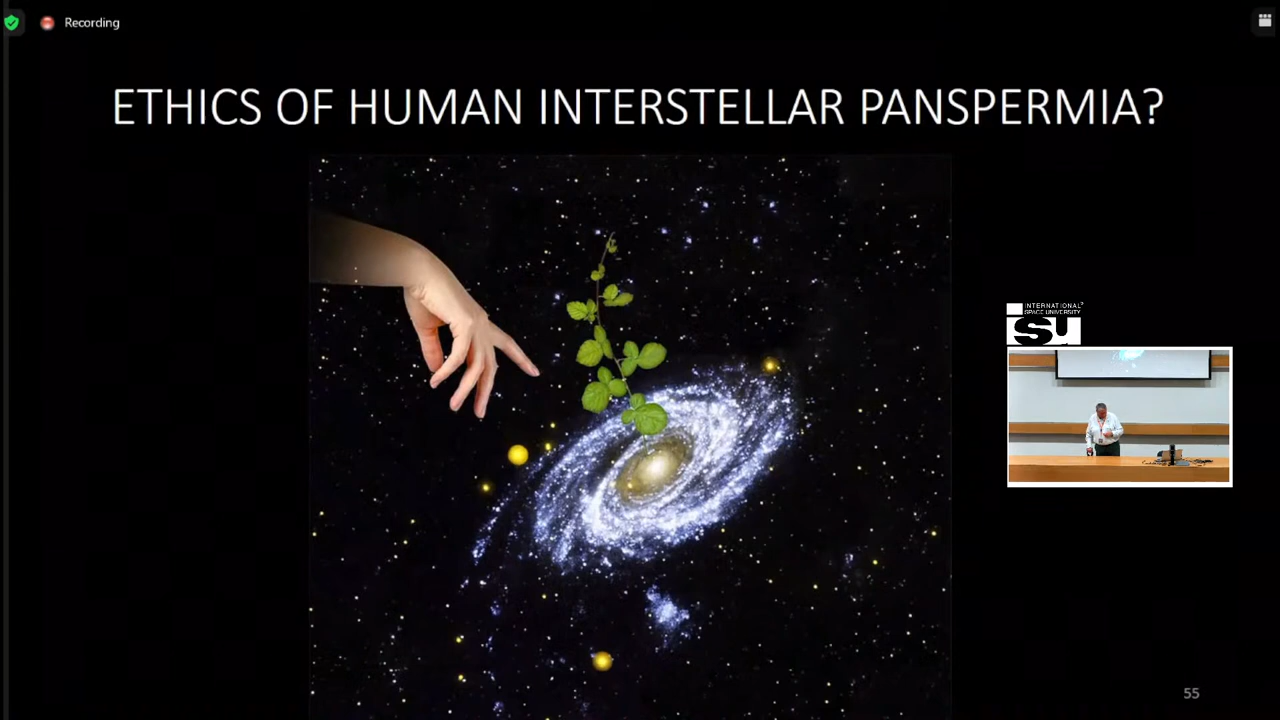 Recording
ETHICS OF HUMAN INTERSTELLAR PANSPERMIA?
INTERNATIONAL
SPACE UNIVERSITY
SU
55